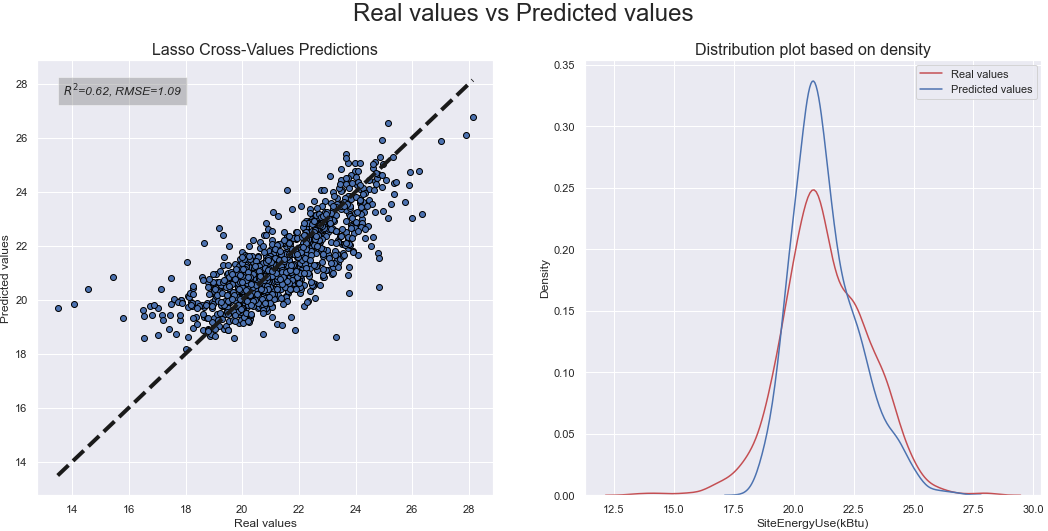 Real values vs Predicted values
Lasso Cross-Values Predictions
R²=0.62, RMSE=1.09
28
26
24
22
20
18
16
14
Predicted values
14 16 18 20 22 24 26 28
Real values
Distribution plot based on density
Real values
Predicted values
0.35
0.30
0.25
0.20
0.15
0.10
0.05
0.00
Density
12.5 15.0 17.5 20.0 22.5 25.0 27.5 30.0
SiteEnergyUse(kBtu)